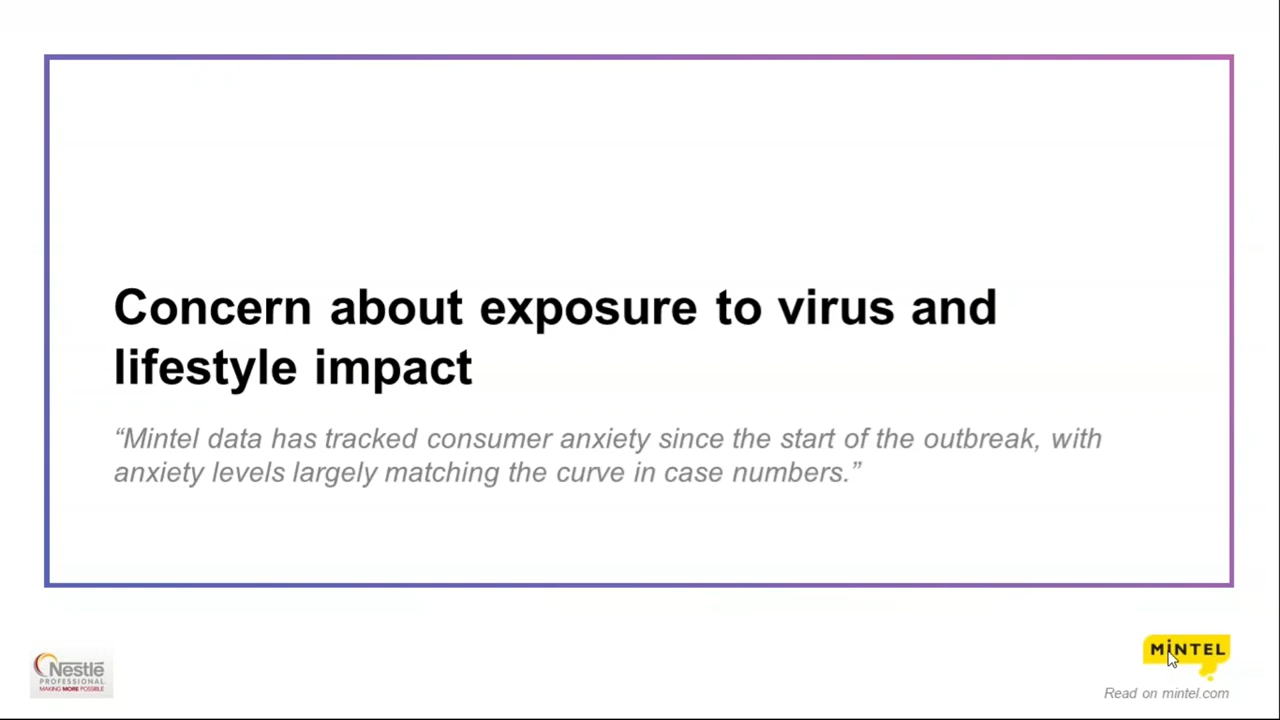 Concern about exposure to virus and
lifestyle impact
“Mintel data has tracked consumer anxiety since the start of the outbreak, with
anxiety levels largely matching the curve in case numbers.”
Nestlé
PROFESSIONAL.
MAKING MORE POSSIBLE
MiNTEL
Read on mintel.com